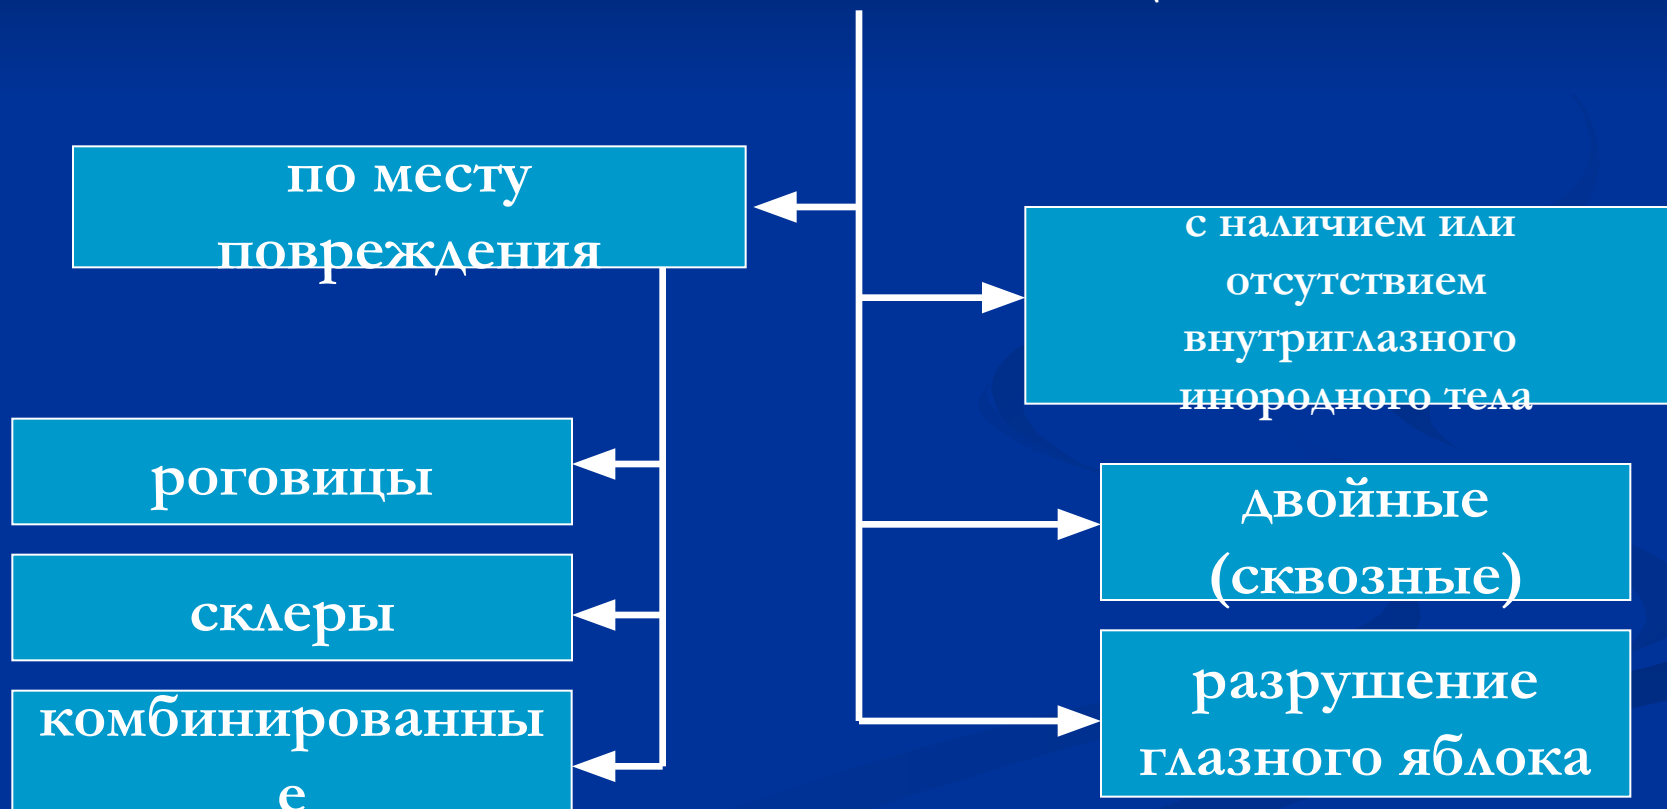 по месту
повреждения
с наличием или
отсутствием
внутриглазного
инородного тела
роговицы
склеры
комбинированны
е
двойные
(сквозные)
разрушение
глазного яблока